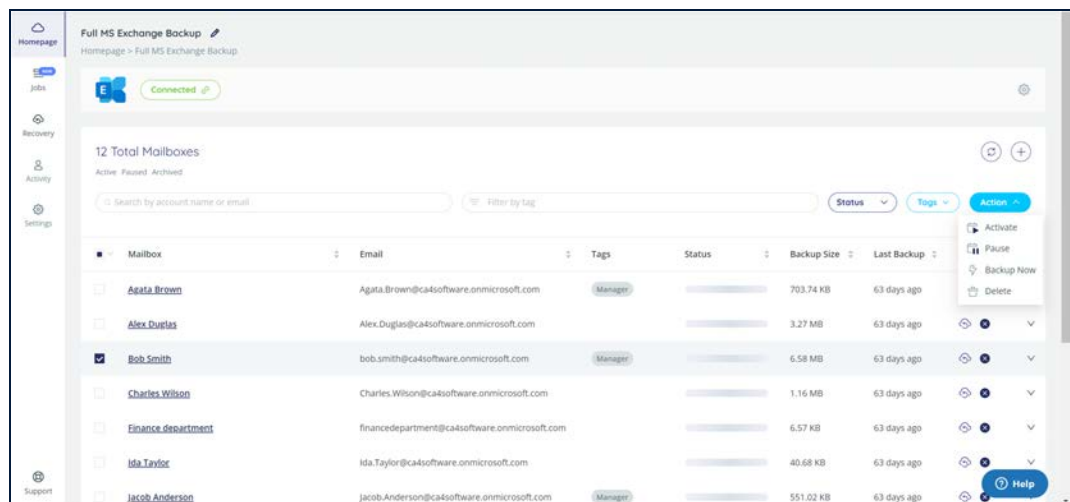 Homepage
NEW
Jobs
Recovery
Activity
Settings
Support
Full MS Exchange Backup
Homepage > Full MS Exchange Backup
E
Connected
12 Total Mailboxes
Active Paused Archived
Search by account name or email
Filter by tag
Status
Tags
Action
Activate
Pause
Backup Now
Delete
Mailbox Email Tags Status Backup Size Last Backup
Agata Brown Agata.Brown@ca4software.onmicrosoft.com Manager 703.74 KB 63 days ago
Alex Duglas Alex.Duglas@ca4software.onmicrosoft.com 3.27 MB 63 days ago
Bob Smith bob.smith@ca4software.onmicrosoft.com Manager 6.58 MB 63 days ago
Charles Wilson Charles.Wilson@ca4software.onmicrosoft.com 1.16 MB 63 days ago
Finance department financedepartment@ca4software.onmicrosoft.com 6.57 KB 63 days ago
Ida Taylor Ida.Taylor@ca4software.onmicrosoft.com 40.68 KB 63 days ago
Jacob Anderson Jacob.Anderson@ca4software.onmicrosoft.com Manager 551.02 KB 63 days ago
Help